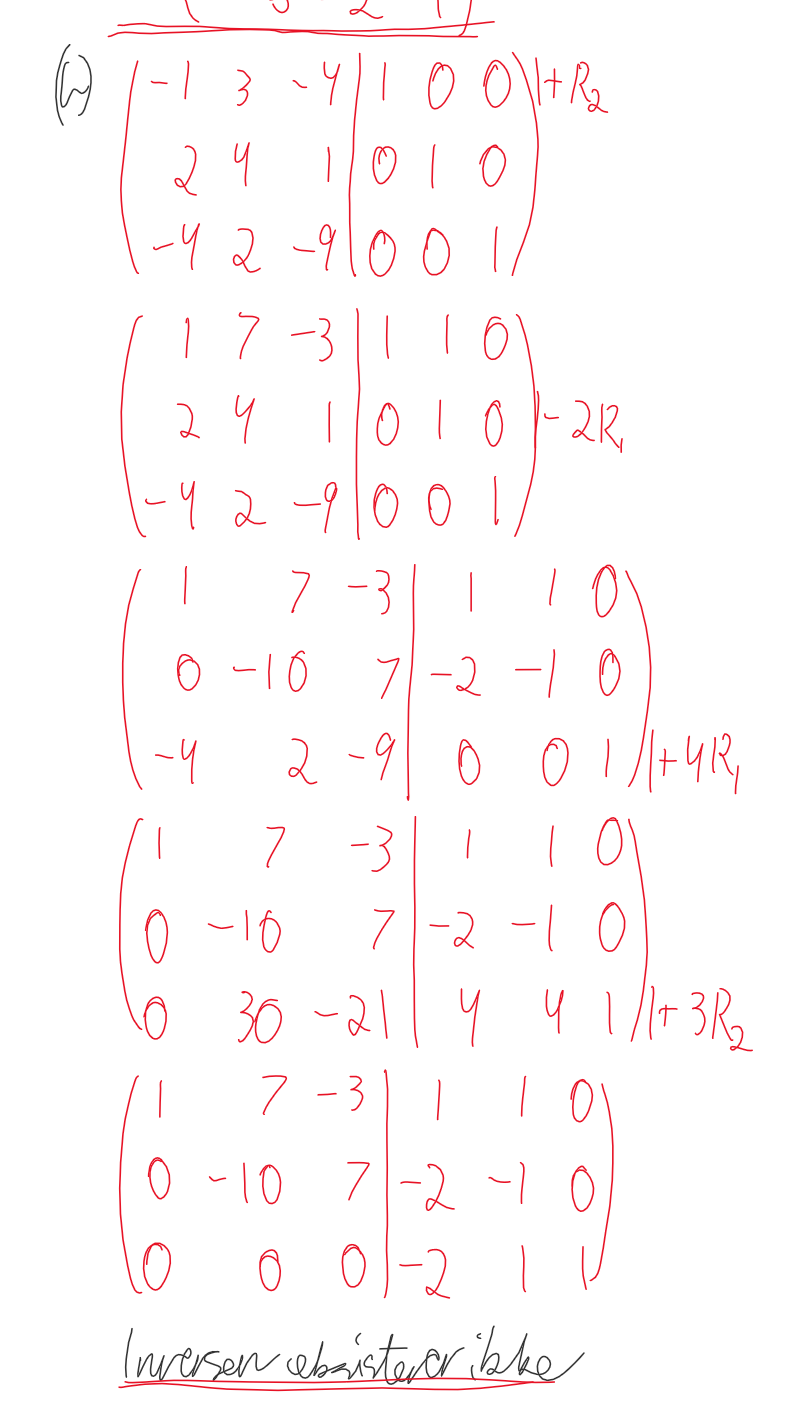 3 2 1
(b) ( -1 3 -4 | 1 0 0 ) |+R₂
2 4 1 | 0 1 0
-4 2 -9 | 0 0 1
( 1 7 -3 | 1 1 0 )
2 4 1 | 0 1 0 |-2R₁
-4 2 -9 | 0 0 1
( 1 7 -3 | 1 1 0 )
0 -10 7 | -2 -1 0
-4 2 -9 | 0 0 1 |+4R₁
( 1 7 -3 | 1 1 0 )
0 -10 7 | -2 -1 0
0 30 -21 | 4 4 1 |+3R₂
( 1 7 -3 | 1 1 0 )
0 -10 7 | -2 -1 0
0 0 0 | -2 1 1
Inversen eksisterer ikke